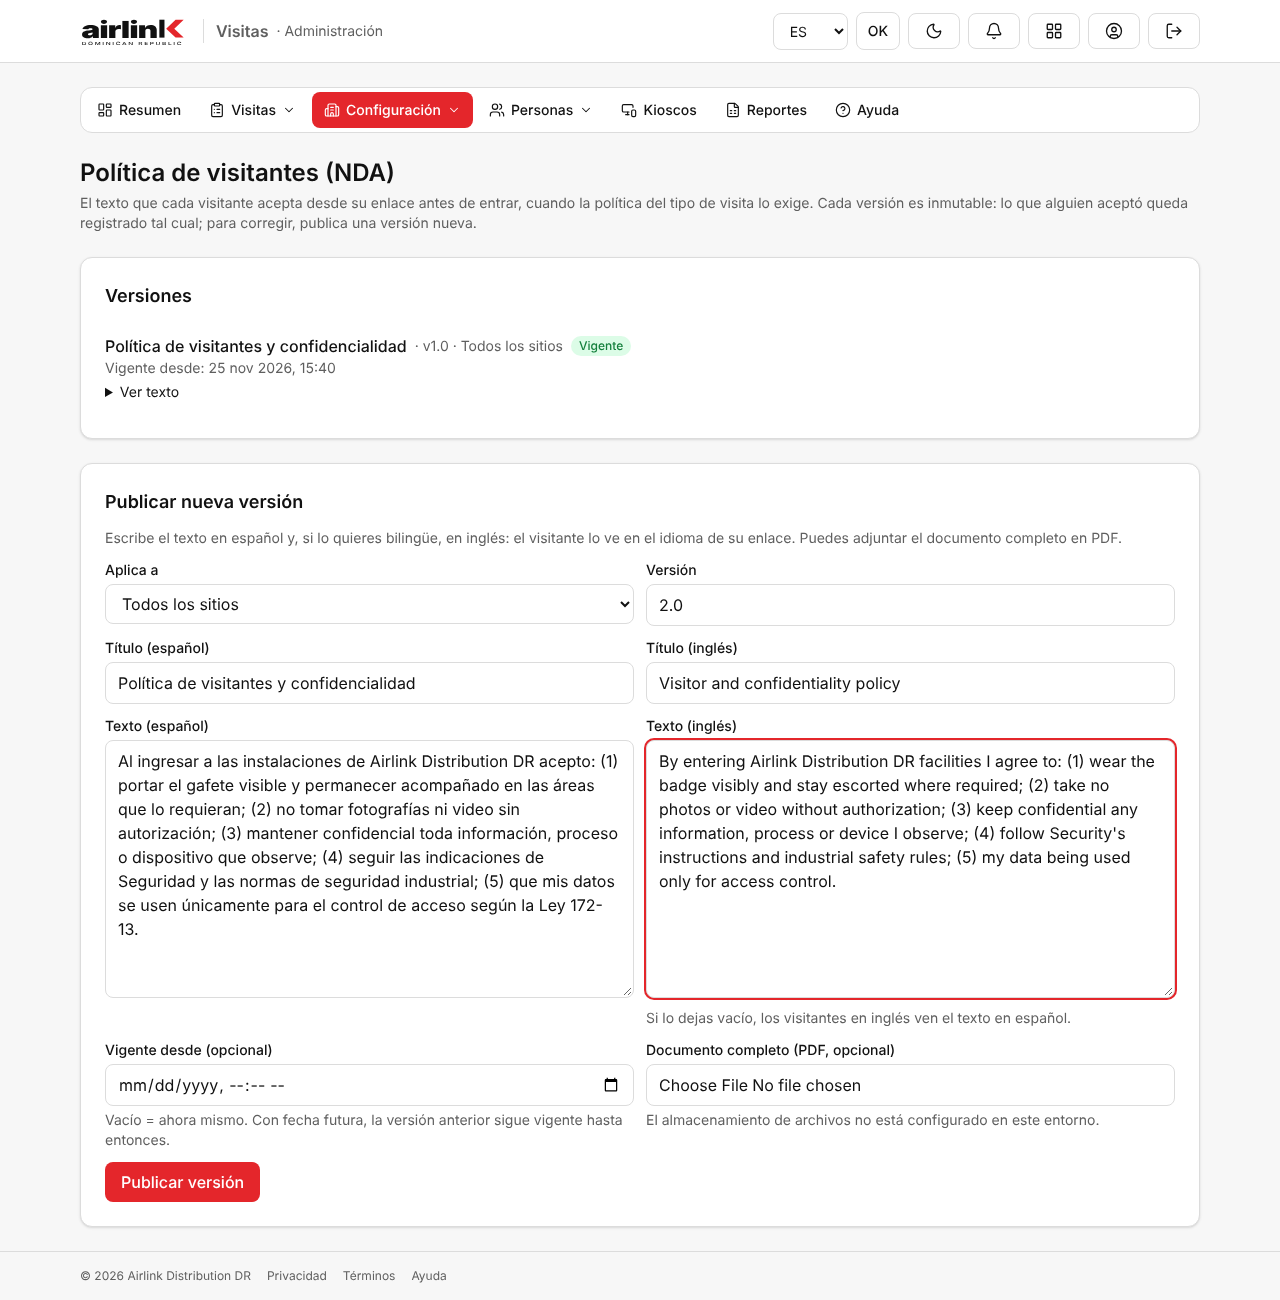 airlink
DOMINICAN REPUBLIC
Visitas · Administración
ES
OK
Resumen
Visitas
Configuración
Personas
Kioscos
Reportes
Ayuda
Política de visitantes (NDA)
El texto que cada visitante acepta desde su enlace antes de entrar, cuando la política del tipo de visita lo exige. Cada versión es inmutable: lo que alguien aceptó queda
registrado tal cual; para corregir, publica una versión nueva.
Versiones
Política de visitantes y confidencialidad · v1.0 · Todos los sitios Vigente
Vigente desde: 25 nov 2026, 15:40
Ver texto
Publicar nueva versión
Escribe el texto en español y, si lo quieres bilingüe, en inglés: el visitante lo ve en el idioma de su enlace. Puedes adjuntar el documento completo en PDF.
Aplica a
Todos los sitios
Versión
2.0
Título (español)
Política de visitantes y confidencialidad
Título (inglés)
Visitor and confidentiality policy
Texto (español)
Al ingresar a las instalaciones de Airlink Distribution DR acepto: (1)
portar el gafete visible y permanecer acompañado en las áreas
que lo requieran; (2) no tomar fotografías ni video sin
autorización; (3) mantener confidencial toda información, proceso
o dispositivo que observe; (4) seguir las indicaciones de
Seguridad y las normas de seguridad industrial; (5) que mis datos
se usen únicamente para el control de acceso según la Ley 172-
13.
Texto (inglés)
By entering Airlink Distribution DR facilities I agree to: (1) wear the
badge visibly and stay escorted where required; (2) take no
photos or video without authorization; (3) keep confidential any
information, process or device I observe; (4) follow Security's
instructions and industrial safety rules; (5) my data being used
only for access control.
Si lo dejas vacío, los visitantes en inglés ven el texto en español.
Vigente desde (opcional)
mm/dd/yyyy, --:-- --
Vacío = ahora mismo. Con fecha futura, la versión anterior sigue vigente hasta
entonces.
Documento completo (PDF, opcional)
Choose File No file chosen
El almacenamiento de archivos no está configurado en este entorno.
Publicar versión
© 2026 Airlink Distribution DR
Privacidad
Términos
Ayuda